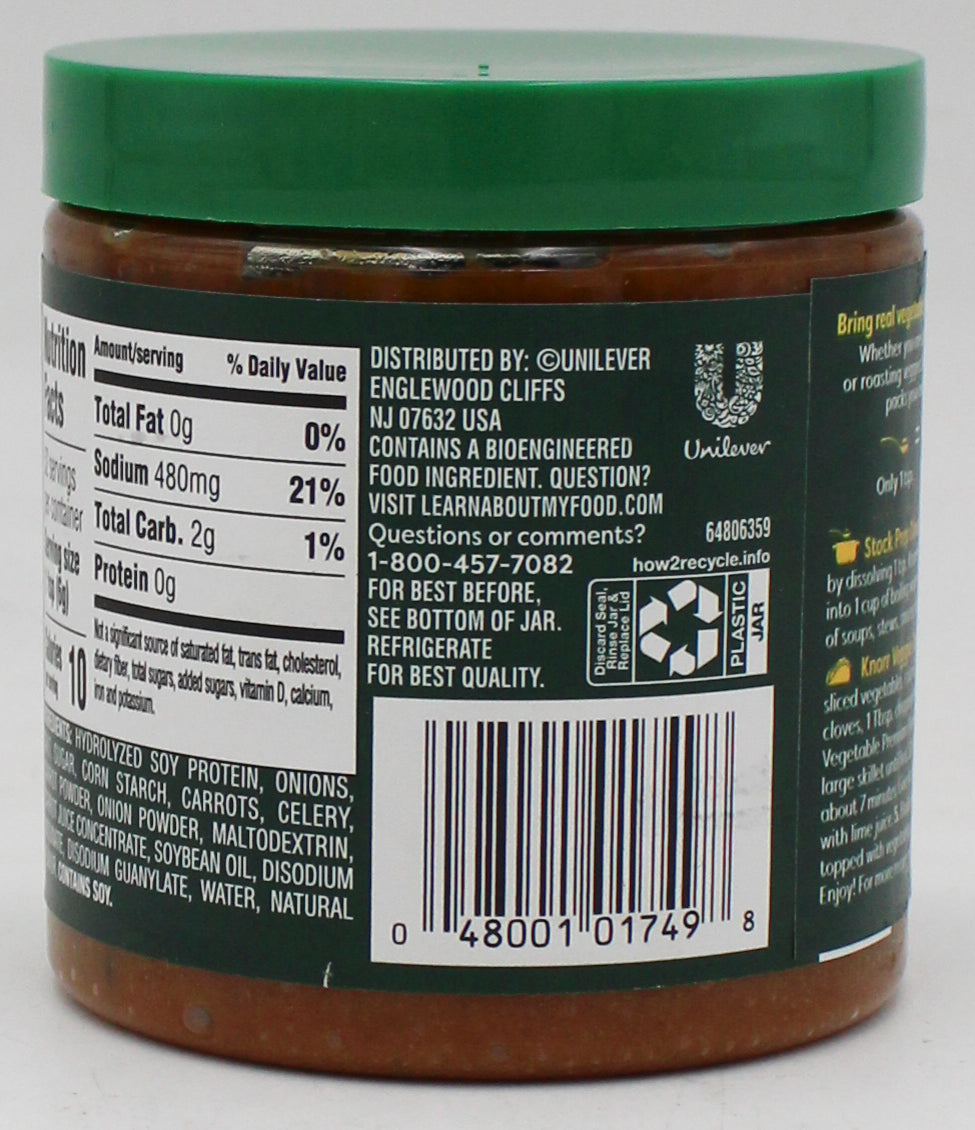 Nutrition
Facts
servings
container
size
10
Amount/serving % Daily Value
Total Fat 0g 0%
Sodium 480mg 21%
Total Carb. 2g 1%
Protein 0g
Not a significant source of saturated fat, trans fat, cholesterol,
dietary fiber, total sugars, added sugars, vitamin D, calcium,
iron and potassium.
HYDROLYZED SOY PROTEIN, ONIONS,
SUGAR, CORN STARCH, CARROTS, CELERY,
POWDER, ONION POWDER, MALTODEXTRIN,
JUICE CONCENTRATE, SOYBEAN OIL, DISODIUM
DISODIUM GUANYLATE, WATER, NATURAL
CONTAINS SOY.
DISTRIBUTED BY: ©UNILEVER
ENGLEWOOD CLIFFS
NJ 07632 USA
CONTAINS A BIOENGINEERED
FOOD INGREDIENT. QUESTION?
VISIT LEARNABOUTMYFOOD.COM
Questions or comments?
1-800-457-7082
FOR BEST BEFORE,
SEE BOTTOM OF JAR.
REFRIGERATE
FOR BEST QUALITY.
Unilever
64806359
how2recycle.info
Discard Seal,
Rinse Jar &
Replace Lid
PLASTIC
JAR
0 48001 01749 8
Bring real
Whether
or roasting
Only 1 tsp.
Stock
by dissolving 1 tsp.
into 1 cup of boiling
of soups, stews,
Knorr
sliced vegetables,
cloves, 1 Tbsp.
Vegetable
large skillet
about 7 minutes
with lime juice.
topped with
Enjoy! For more